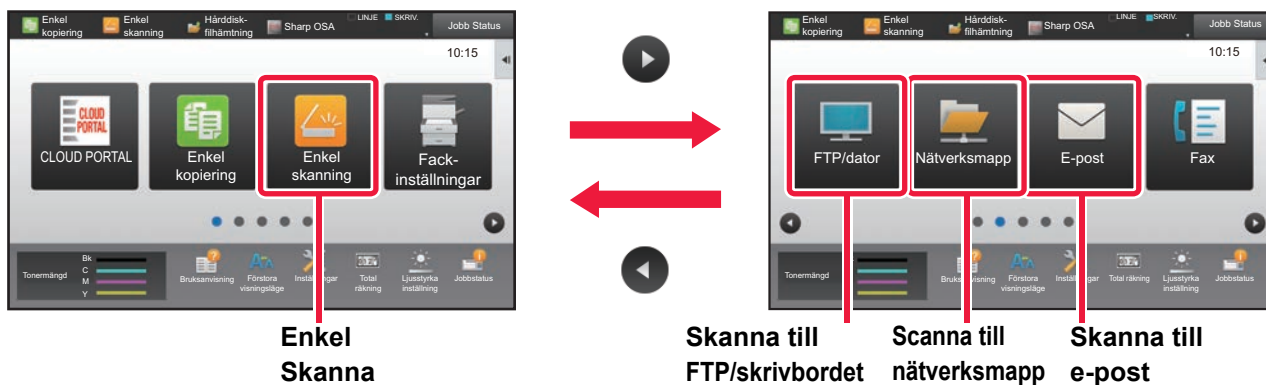 Enkel
kopiering
Enkel
skanning
Hårddisk-
filhämtning
Sharp OSA
LINJE
SKRIV.
Jobb Status
10:15
CLOUD
PORTAL
CLOUD PORTAL
Enkel
kopiering
Enkel
skanning
Fack-
inställningar
Tonermängd
Bk
C
M
Y
Bruksanvisning
Förstora
visningsläge
Total
räkning
Ljusstyrka
inställning
Jobbstatus
Enkel
Skanna
Enkel
kopiering
Enkel
skanning
Hårddisk-
filhämtning
Sharp OSA
LINJE
SKRIV.
Jobb Status
10:15
FTP/dator
Nätverksmapp
E-post
Fax
Tonermängd
Förstora
visningsläge
Total räkning
Ljusstyrka
inställning
Jobbstatus
Skanna till
FTP/skrivbordet
Scanna till
nätverksmapp
Skanna till
e-post